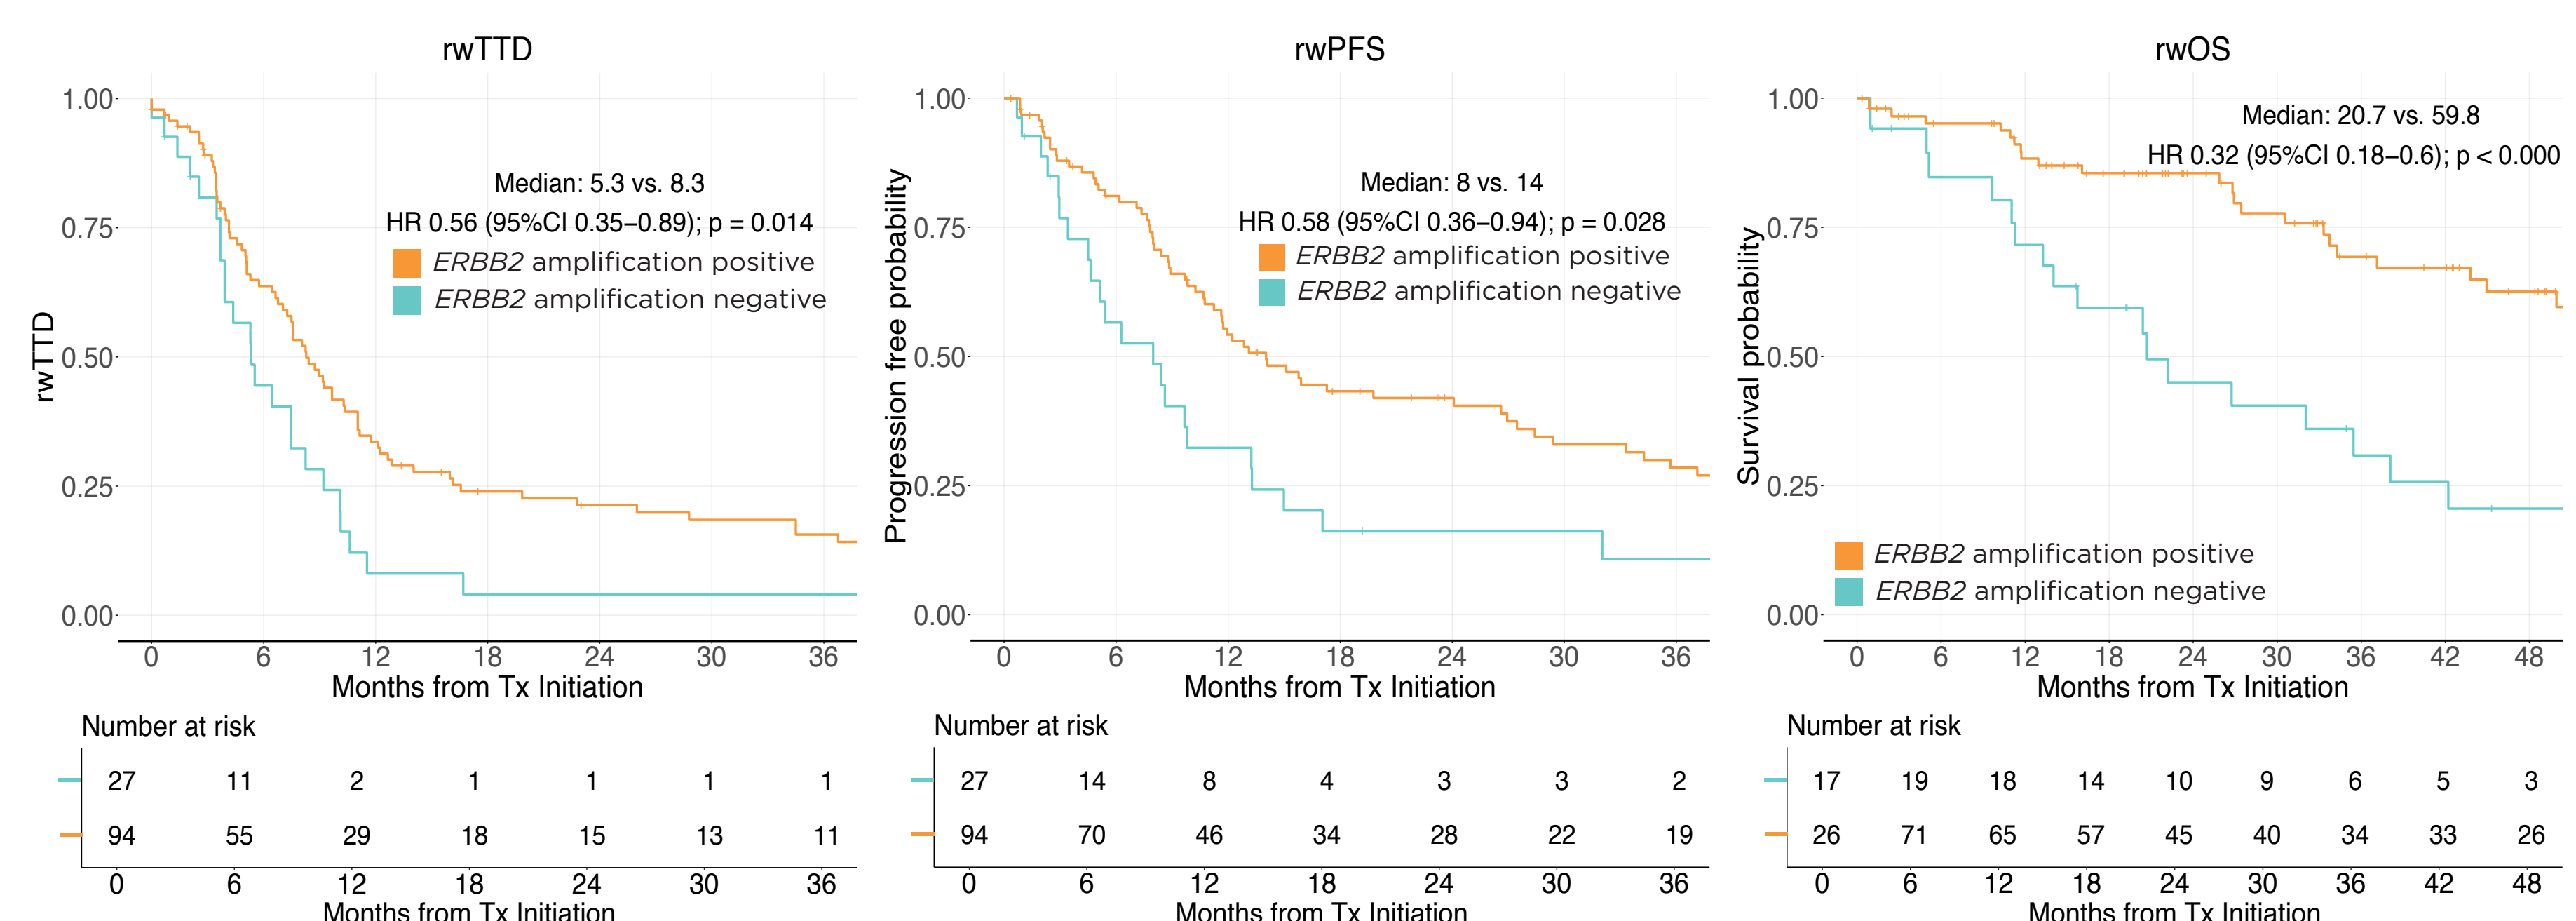 rwTTD
1.00
0.75
0.50
0.25
0.00
rwTTD
Median: 5.3 vs. 8.3
HR 0.56 (95%CI 0.35–0.89); p = 0.014
ERBB2 amplification positive
ERBB2 amplification negative
0 6 12 18 24 30 36
Months from Tx Initiation
Number at risk
27 11 2 1 1 1 1
94 55 29 18 15 13 11
0 6 12 18 24 30 36
Months from Tx Initiation
rwPFS
1.00
0.75
0.50
0.25
0.00
Progression free probability
Median: 8 vs. 14
HR 0.58 (95%CI 0.36–0.94); p = 0.028
ERBB2 amplification positive
ERBB2 amplification negative
0 6 12 18 24 30 36
Months from Tx Initiation
Number at risk
27 14 8 4 3 3 2
94 70 46 34 28 22 19
0 6 12 18 24 30 36
Months from Tx Initiation
rwOS
1.00
0.75
0.50
0.25
0.00
Survival probability
Median: 20.7 vs. 59.8
HR 0.32 (95%CI 0.18–0.6); p < 0.000
ERBB2 amplification positive
ERBB2 amplification negative
0 6 12 18 24 30 36 42 48
Months from Tx Initiation
Number at risk
17 19 18 14 10 9 6 5 3
26 71 65 57 45 40 34 33 26
0 6 12 18 24 30 36 42 48
Months from Tx Initiation